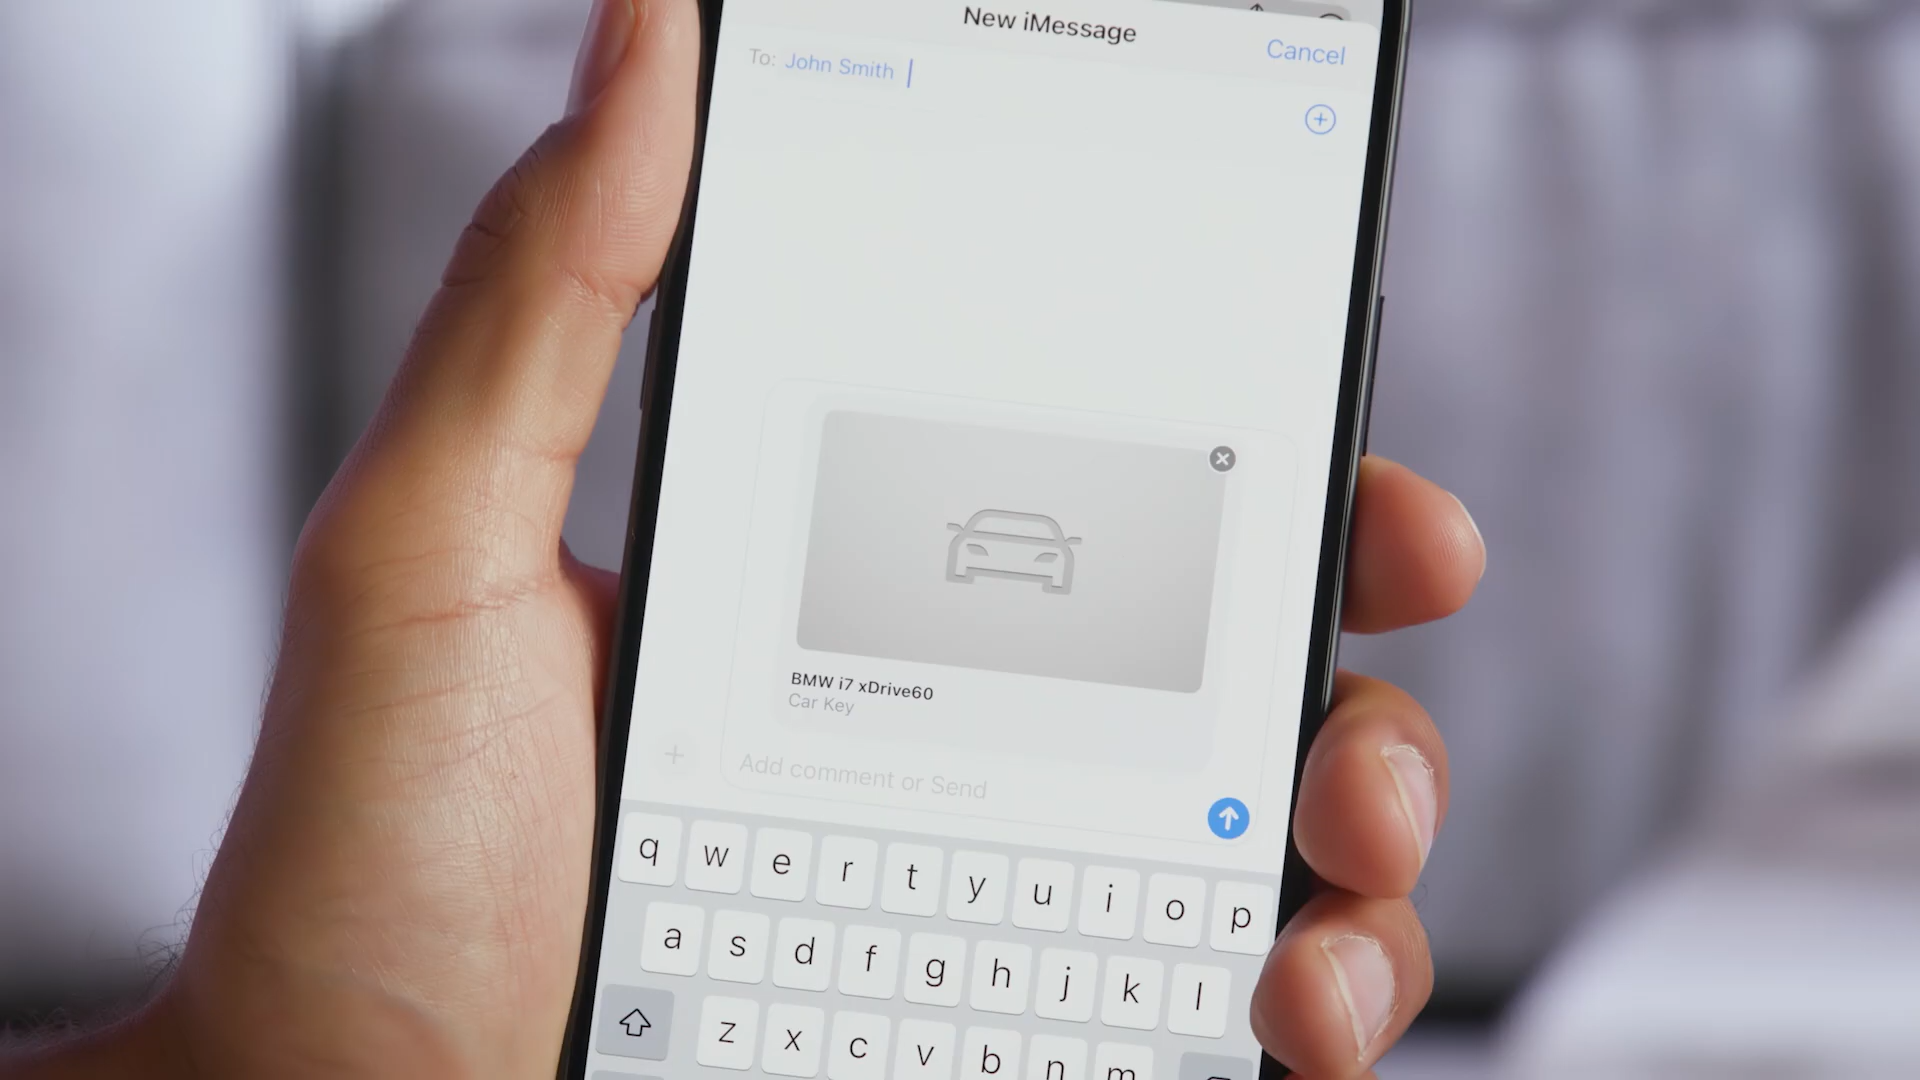 New iMessage
Cancel
To: John Smith
BMW i7 xDrive60
Car Key
Add comment or Send
q w e r t y u i o p
a s d f g h j k l
z x c v b n m